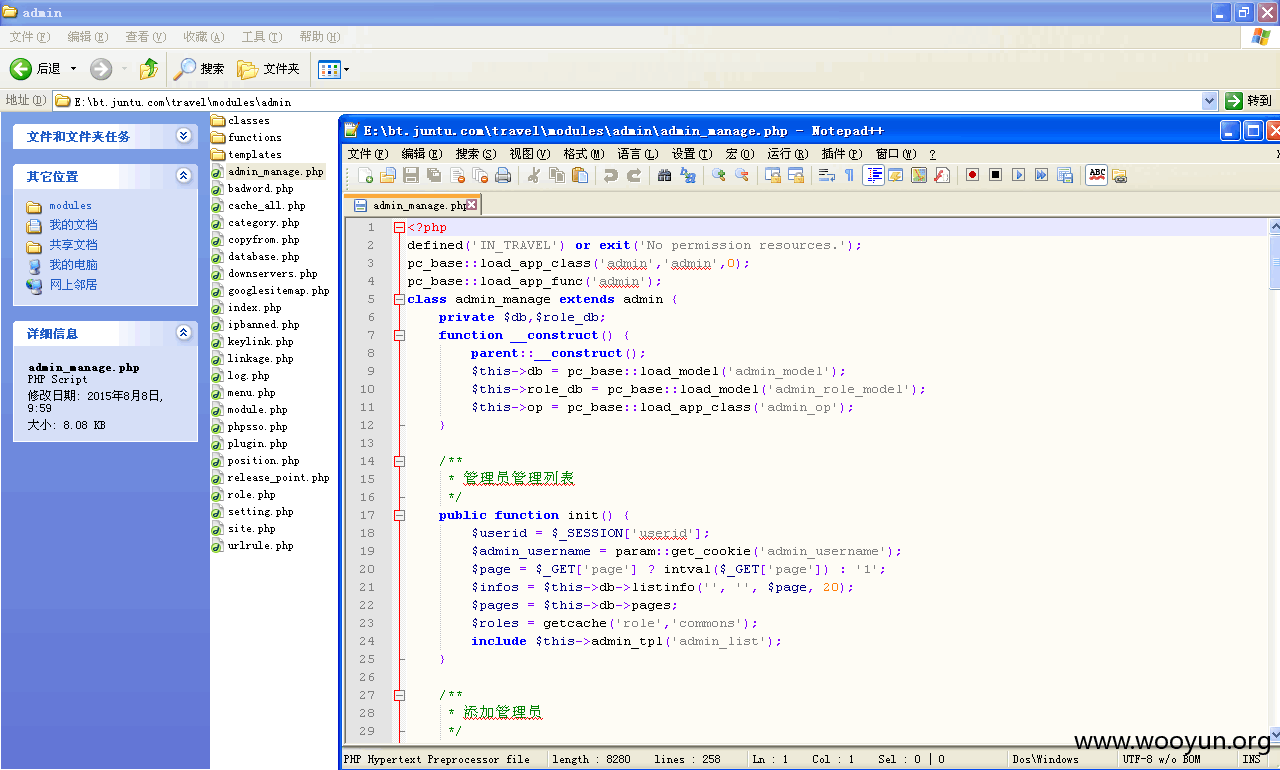 admin
文件(F) 编辑(E) 查看(V) 收藏(A) 工具(T) 帮助(H)
后退 搜索 文件夹
地址(D) E:\bt.juntu.com\travel\modules\admin 转到
文件和文件夹任务
其它位置
modules
我的文档
共享文档
我的电脑
网上邻居
详细信息
admin_manage.php
PHP Script
修改日期: 2015年8月8日,
9:59
大小: 8.08 KB
classes
functions
templates
admin_manage.php
badword.php
cache_all.php
category.php
copyfrom.php
database.php
downservers.php
googlesitemap.php
index.php
ipbanned.php
keylink.php
linkage.php
log.php
menu.php
module.php
phpsso.php
plugin.php
position.php
release_point.php
role.php
setting.php
site.php
urlrule.php
E:\bt.juntu.com\travel\modules\admin\admin_manage.php - Notepad++
文件(F) 编辑(E) 搜索(S) 视图(V) 格式(M) 语言(L) 设置(T) 宏(O) 运行(R) 插件(P) 窗口(W) ?
ABC
admin_manage.php
1 <?php
2 defined('IN_TRAVEL') or exit('No permission resources.');
3 pc_base::load_app_class('admin','admin',0);
4 pc_base::load_app_func('admin');
5 class admin_manage extends admin {
6 private $db,$role_db;
7 function __construct() {
8 parent::__construct();
9 $this->db = pc_base::load_model('admin_model');
10 $this->role_db = pc_base::load_model('admin_role_model');
11 $this->op = pc_base::load_app_class('admin_op');
12 }
13
14 /**
15 * 管理员管理列表
16 */
17 public function init() {
18 $userid = $_SESSION['userid'];
19 $admin_username = param::get_cookie('admin_username');
20 $page = $_GET['page'] ? intval($_GET['page']) : '1';
21 $infos = $this->db->listinfo('', '', $page, 20);
22 $pages = $this->db->pages;
23 $roles = getcache('role','commons');
24 include $this->admin_tpl('admin_list');
25 }
26
27 /**
28 * 添加管理员
29 */
www.wooyun.org
PHP Hypertext Preprocessor file length : 8280 lines : 258 Ln : 1 Col : 1 Sel : 0 | 0 Dos\Windows UTF-8 w/o BOM INS